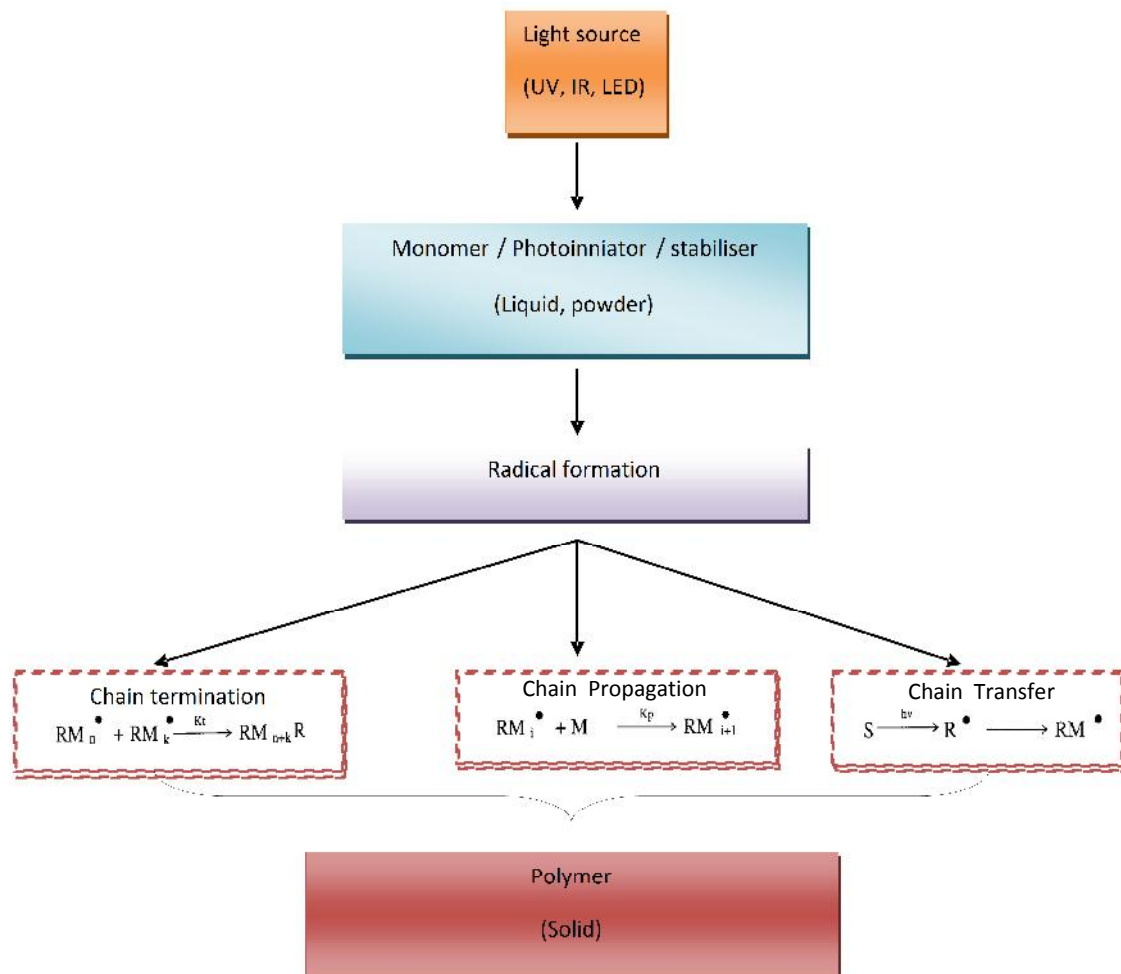 Light source
(UV, IR, LED)
Monomer / Photoinniator / stabiliser
(Liquid, powder)
Radical formation
Chain termination
RM n • + RM k • Kt → RM n+k R
Chain Propagation
RM i • + M Kp → RM i+1 •
Chain Transfer
S hv → R • → RM •
Polymer
(Solid)